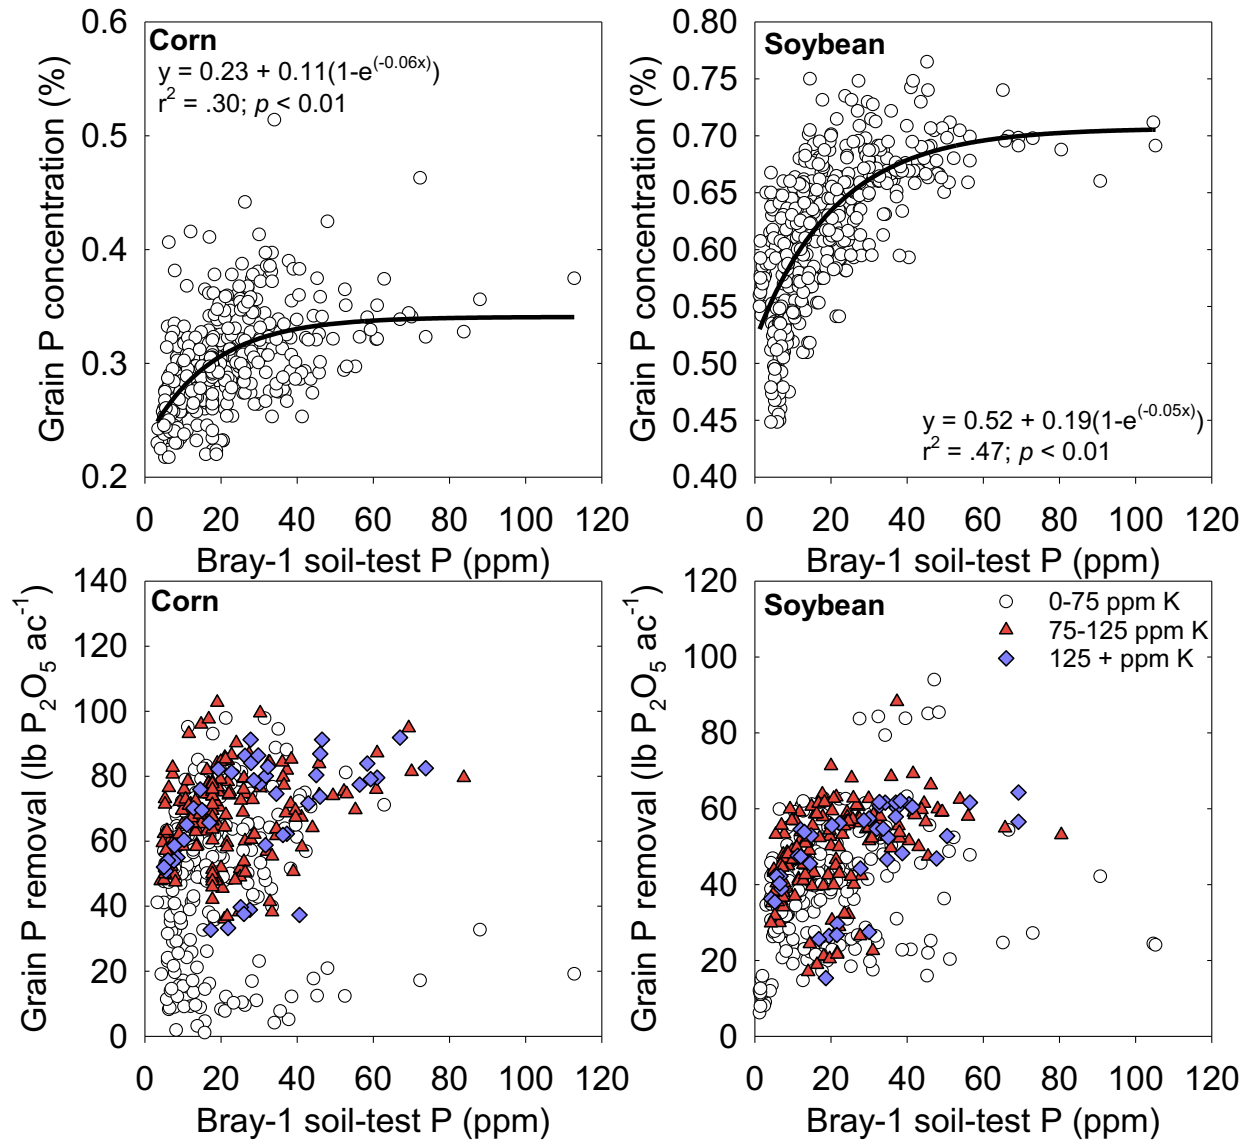 Corn
y = 0.23 + 0.11(1-e^(-0.06x))
r² = .30; p < 0.01
Grain P concentration (%)
0.6
0.5
0.4
0.3
0.2
0 20 40 60 80 100 120
Bray-1 soil-test P (ppm)
Soybean
Grain P concentration (%)
0.80
0.75
0.70
0.65
0.60
0.55
0.50
0.45
0.40
y = 0.52 + 0.19(1-e^(-0.05x))
r² = .47; p < 0.01
0 20 40 60 80 100 120
Bray-1 soil-test P (ppm)
Corn
Grain P removal (lb P₂O₅ ac⁻¹)
140
120
100
80
60
40
20
0
0 20 40 60 80 100 120
Bray-1 soil-test P (ppm)
Soybean
0-75 ppm K
75-125 ppm K
125 + ppm K
Grain P removal (lb P₂O₅ ac⁻¹)
120
100
80
60
40
20
0
0 20 40 60 80 100 120
Bray-1 soil-test P (ppm)